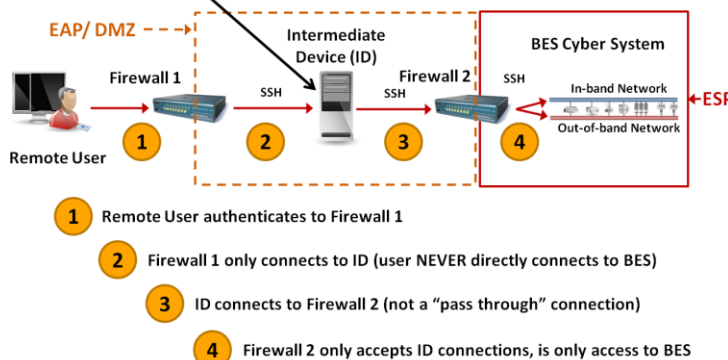 EAP/ DMZ
Intermediate
Device (ID)
BES Cyber System
Firewall 1
Firewall 2
SSH
SSH
SSH
In-band Network
ESP
Out-of-band Network
Remote User
1
2
3
4
1 Remote User authenticates to Firewall 1
2 Firewall 1 only connects to ID (user NEVER directly connects to BES)
3 ID connects to Firewall 2 (not a “pass through” connection)
4 Firewall 2 only accepts ID connections, is only access to BES